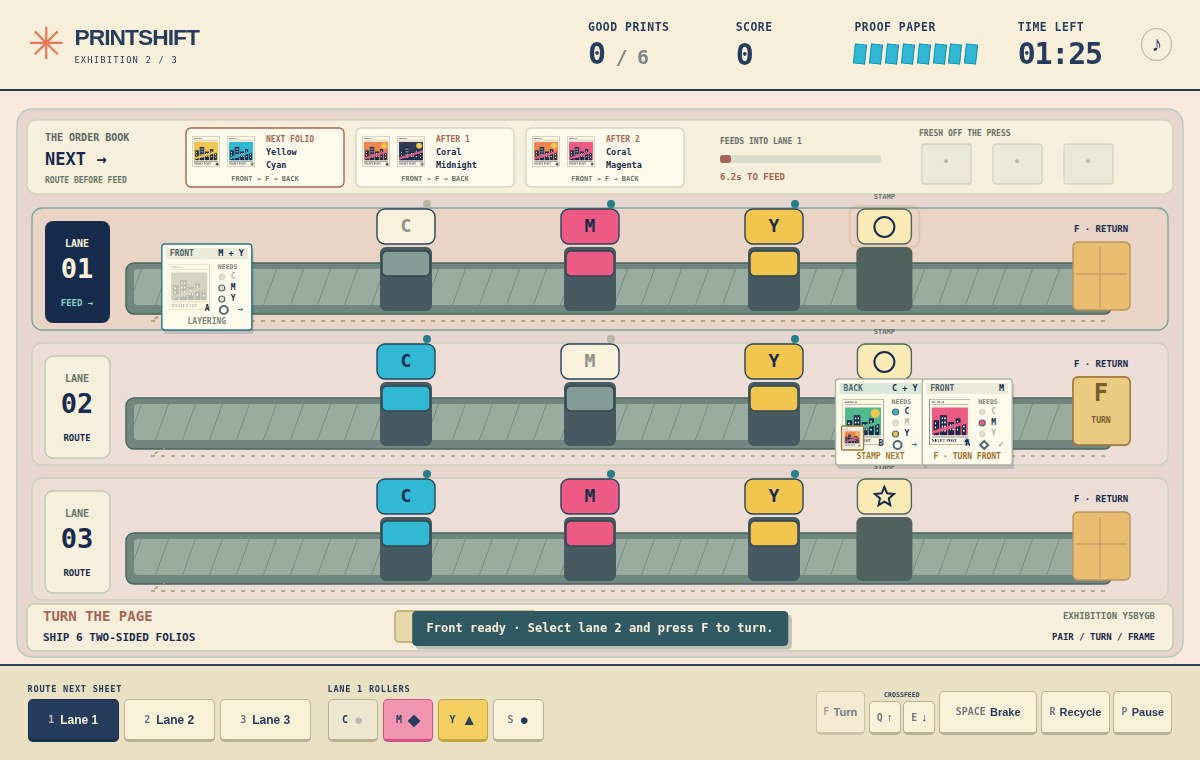 PRINTSHIFT
EXHIBITION 2 / 3
GOOD PRINTS
0 / 6
SCORE
0
PROOF PAPER
TIME LEFT
01:25
♪
THE ORDER BOOK
NEXT →
ROUTE BEFORE FEED
NEXT FOLIO
Yellow
Cyan
FRONT → F → BACK
AFTER 1
Coral
Midnight
FRONT → F → BACK
AFTER 2
Coral
Magenta
FRONT → F → BACK
FEEDS INTO LANE 1
6.2s TO FEED
FRESH OFF THE PRESS
LANE
01
FEED →
FRONT M + Y
NEEDS
C
M
Y
A →
LAYERING
C
M
Y
STAMP
F · RETURN
LANE
02
ROUTE
C
M
Y
STAMP
BACK C + Y
NEEDS
C
M
Y
B →
STAMP NEXT
FRONT M
NEEDS
C
M
Y
A ✓
F · TURN FRONT
F · RETURN
F
TURN
LANE
03
ROUTE
C
M
Y
STAMP
F · RETURN
TURN THE PAGE
SHIP 6 TWO-SIDED FOLIOS
Front ready · Select lane 2 and press F to turn.
EXHIBITION Y5BYGB
PAIR / TURN / FRAME
ROUTE NEXT SHEET
1 Lane 1
2 Lane 2
3 Lane 3
LANE 1 ROLLERS
C ●
M ◆
Y ▲
S ●
F Turn
CROSSFEED
Q ↑
E ↓
SPACE Brake
R Recycle
P Pause